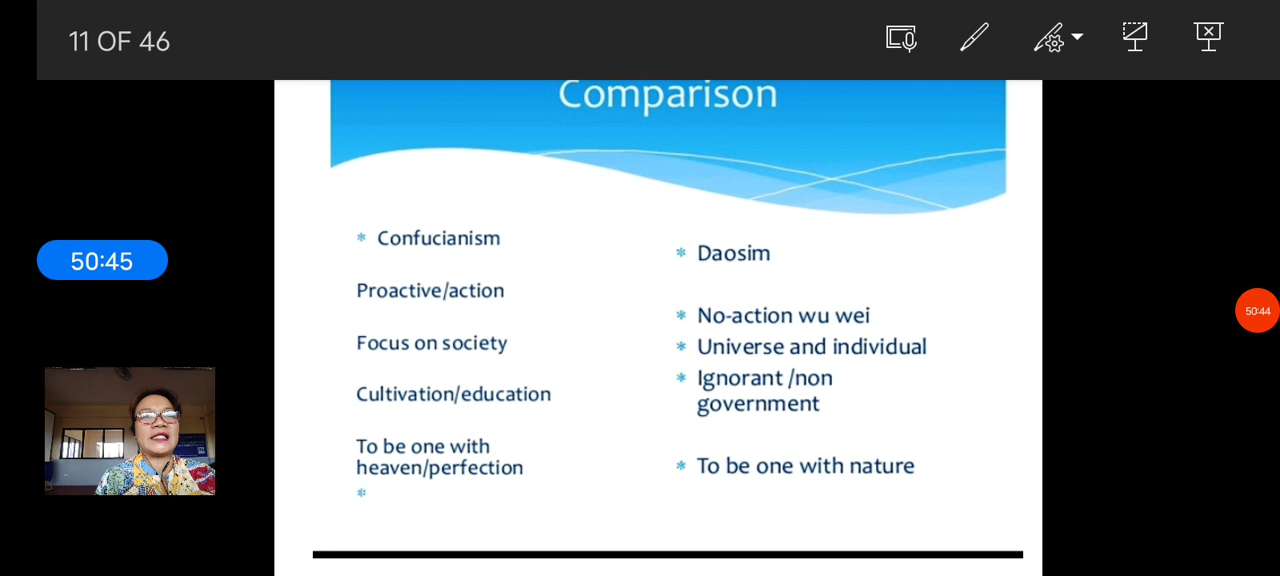 11 OF 46
Comparison
50:45
50:44
Confucianism
Proactive/action
Focus on society
Cultivation/education
To be one with
heaven/perfection
Daosim
No-action wu wei
Universe and individual
Ignorant /non
government
To be one with nature